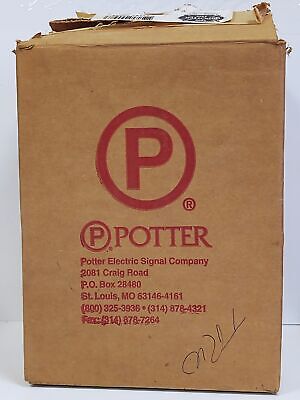 P
®
P® POTTER
Potter Electric Signal Company
2081 Craig Road
P.O. Box 28480
St. Louis, MO 63146-4161
(800) 325-3936 • (314) 878-4321
Fax: (314) 878-7264